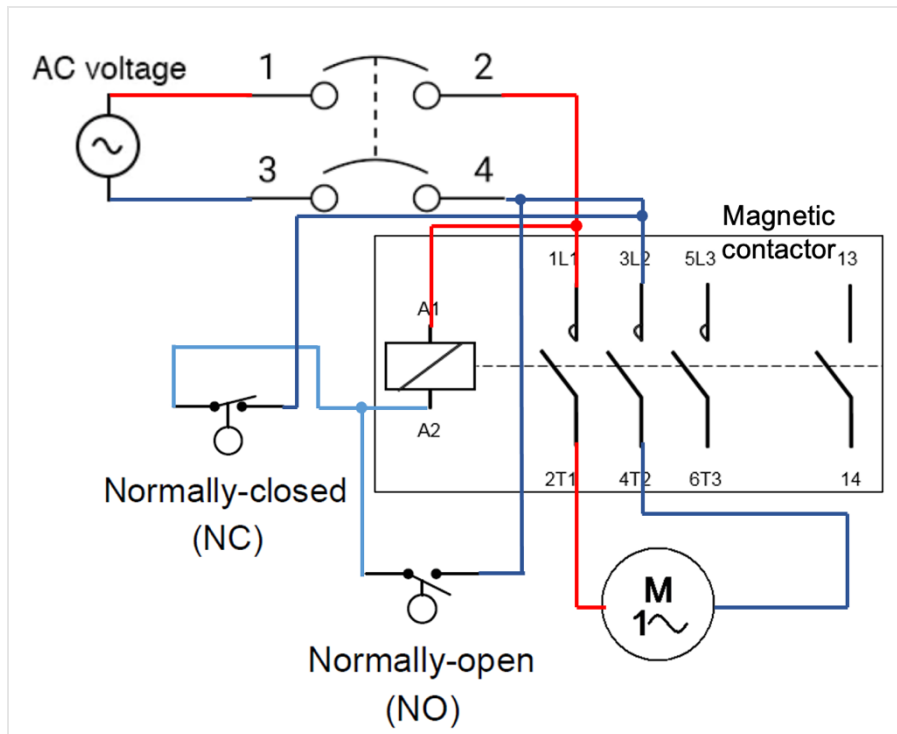 AC voltage
1
2
3
4
Magnetic
contactor
1L1
3L2
5L3
13
A1
A2
2T1
4T2
6T3
14
Normally-closed
(NC)
M
1
Normally-open
(NO)